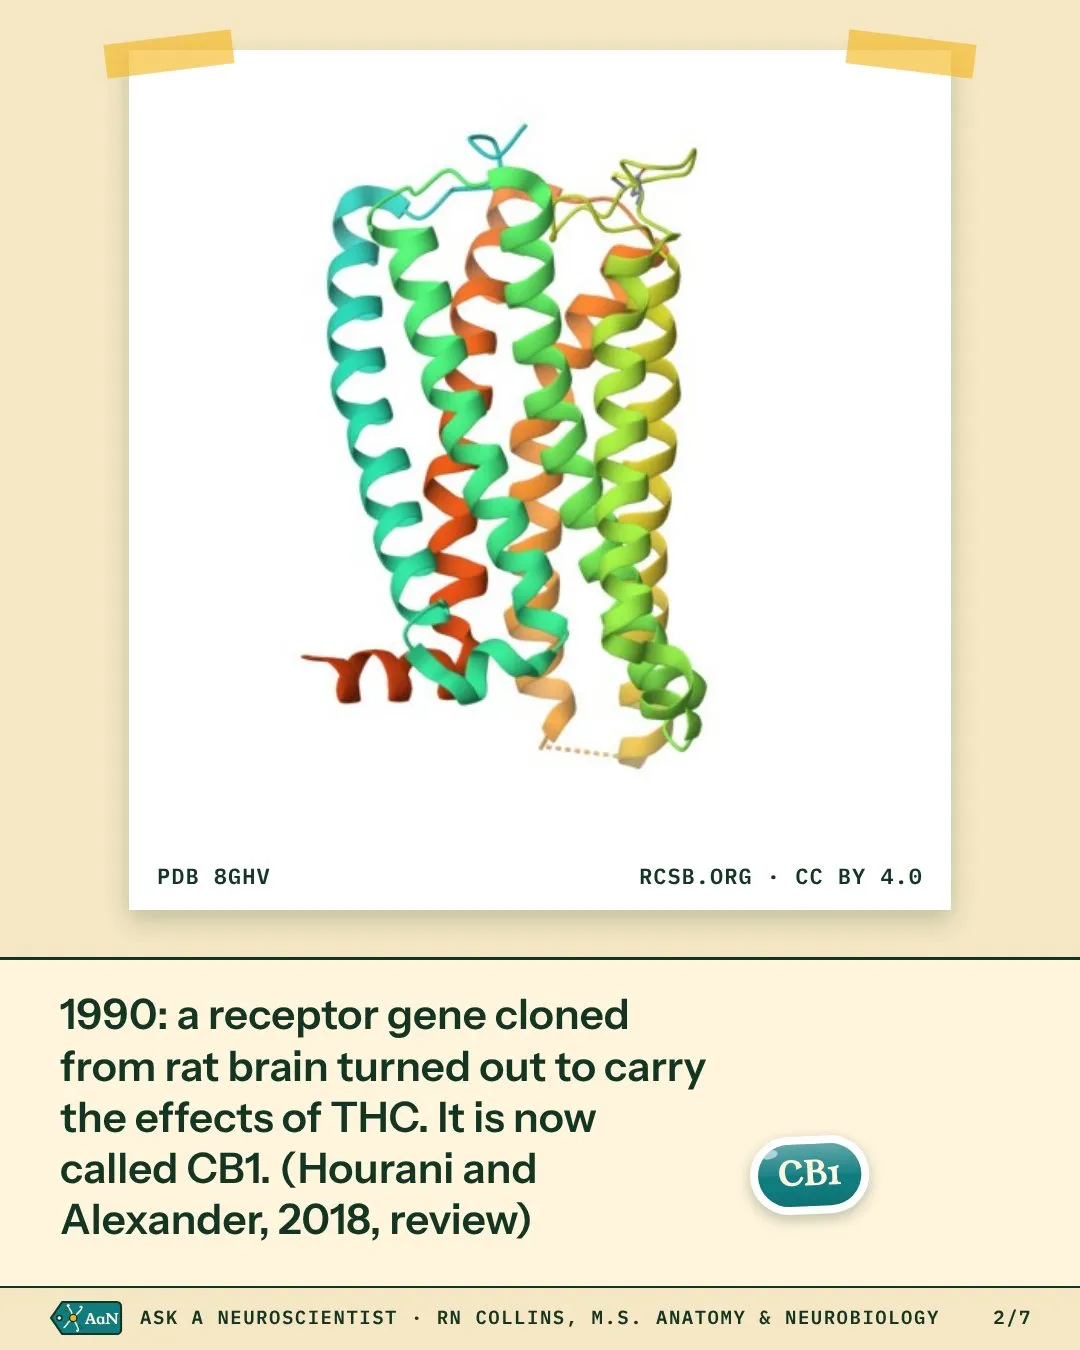 PDB 8GHV
RCSB.ORG · CC BY 4.0
1990: a receptor gene cloned
from rat brain turned out to carry
the effects of THC. It is now
called CB1. (Hourani and
Alexander, 2018, review)
CB1
AaN
ASK A NEUROSCIENTIST · RN COLLINS, M.S. ANATOMY & NEUROBIOLOGY
2/7